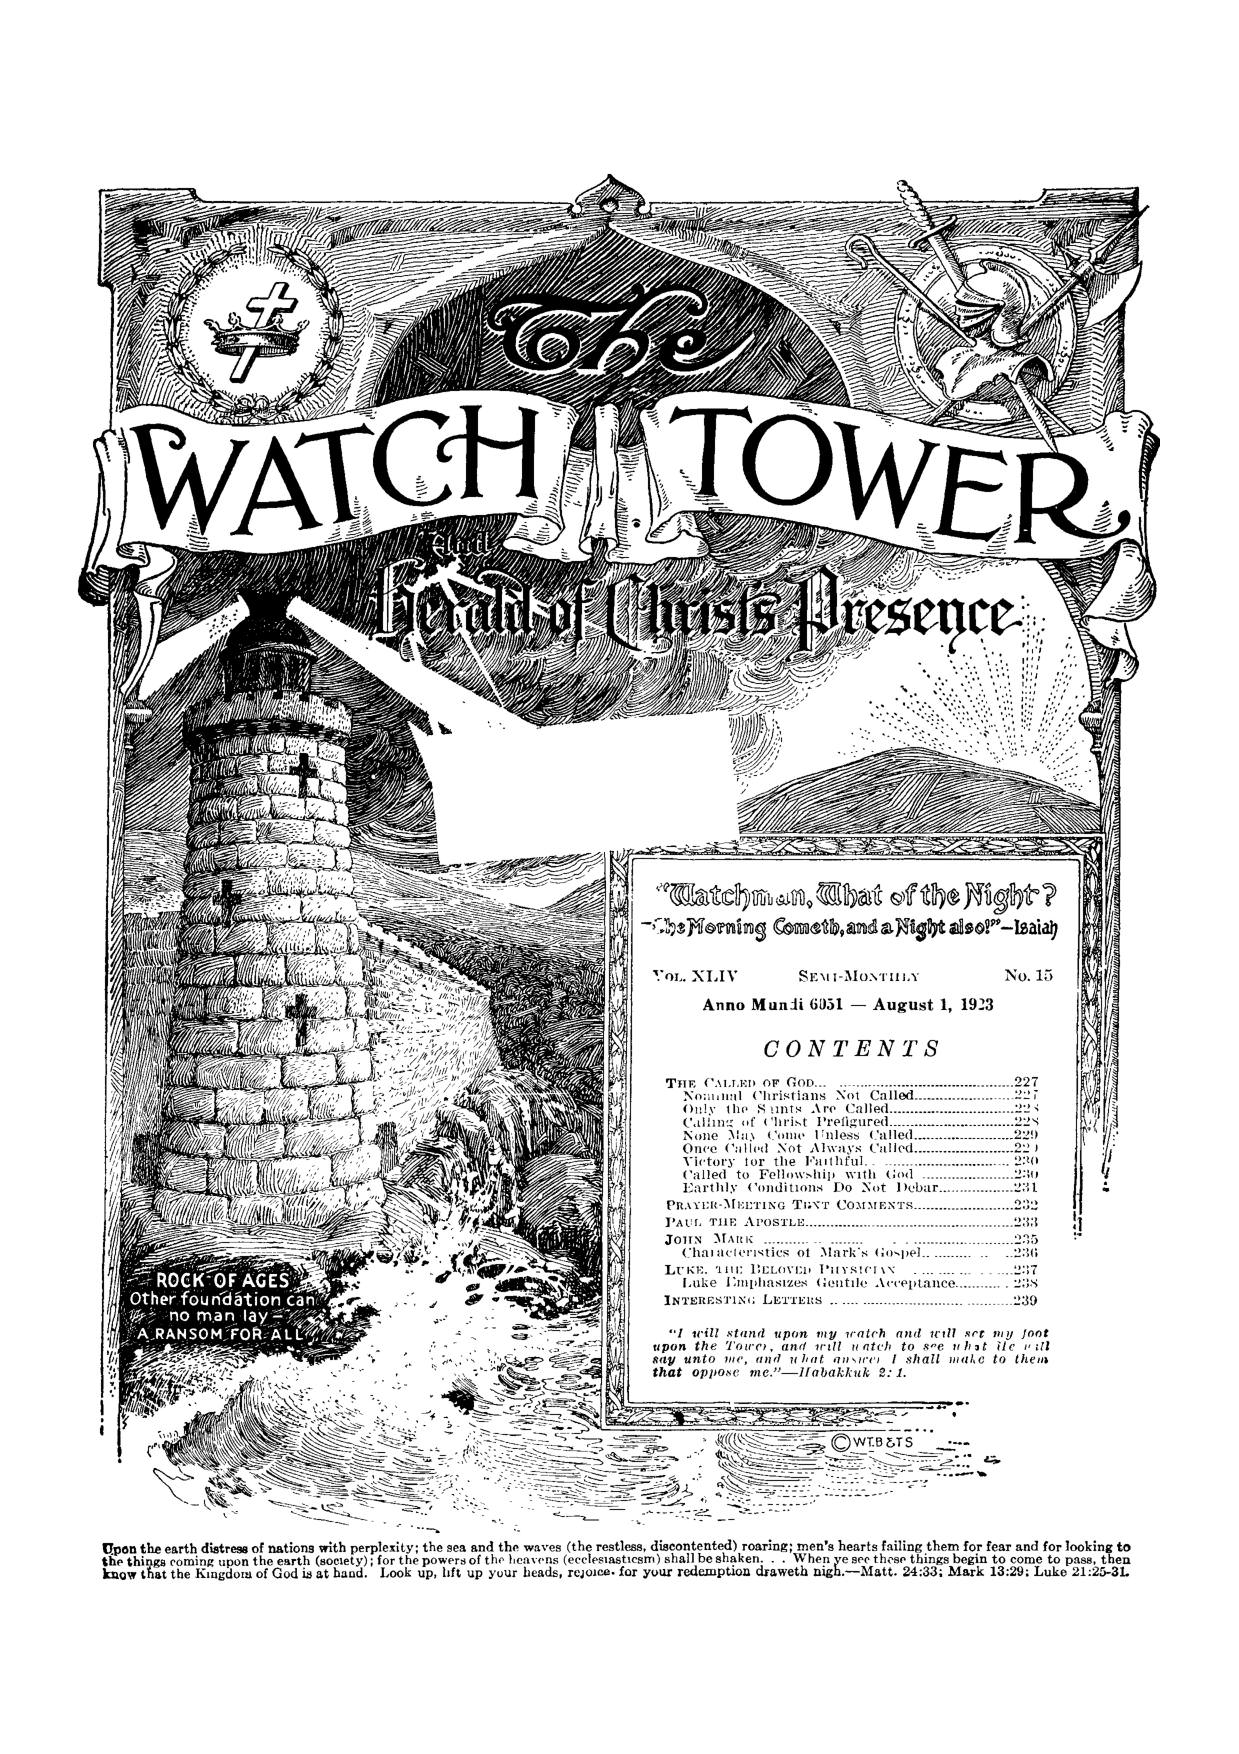 The
WATCH TOWER
And
Herald of Christ's Presence
"Watchman, What of the Night?
The Morning Cometh, and a Night also!"—Isaiah
VOL. XLIV SEMI-MONTHLY No. 15
Anno Mundi 6051 — August 1, 1923
CONTENTS
THE CALLED OF GOD... 227
Nominal Christians Not Called 227
Only the Saints Are Called 228
Calling of Christ Prefigured 228
None May Come Unless Called 229
Once Called Not Always Called 229
Victory for the Faithful 230
Called to Fellowship with God 230
Earthly Conditions Do Not Debar 231
PRAYER-MEETING TEXT COMMENTS 232
PAUL THE APOSTLE 233
JOHN MARK 235
Characteristics of Mark's Gospel 236
LUKE, THE BELOVED PHYSICIAN 237
Luke Emphasizes Gentile Acceptance 238
INTERESTING LETTERS 239
"I will stand upon my watch and will set my foot
upon the Tower, and will watch to see what He will
say unto me, and what answer I shall make to them
that oppose me."—Habakkuk 2:1.
ROCK OF AGES
Other foundation can
no man lay—
A RANSOM FOR ALL
©WT.B&TS
Upon the earth distress of nations with perplexity; the sea and the waves (the restless, discontented) roaring; men's hearts failing them for fear and for looking to
the things coming upon the earth (society); for the powers of the heavens (ecclesiasticsm) shall be shaken. . . When ye see these things begin to come to pass, then
know that the Kingdom of God is at hand. Look up, lift up your heads, rejoice, for your redemption draweth nigh.—Matt. 24:33; Mark 13:29; Luke 21:25-31.